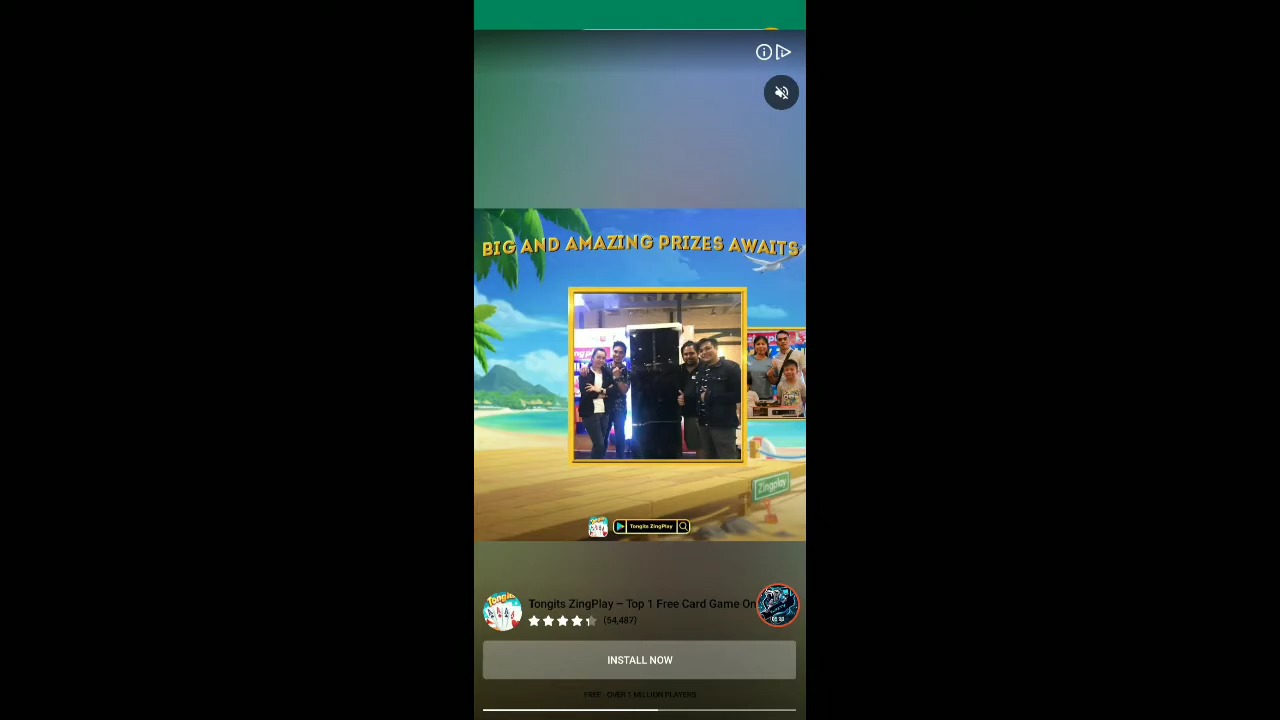 BIG AND AMAZING PRIZES AWAITS
Zingplay
Tongits ZingPlay
Tongits ZingPlay – Top 1 Free Card Game On
(54,487)
INSTALL NOW
FREE - OVER 1 MILLION PLAYERS